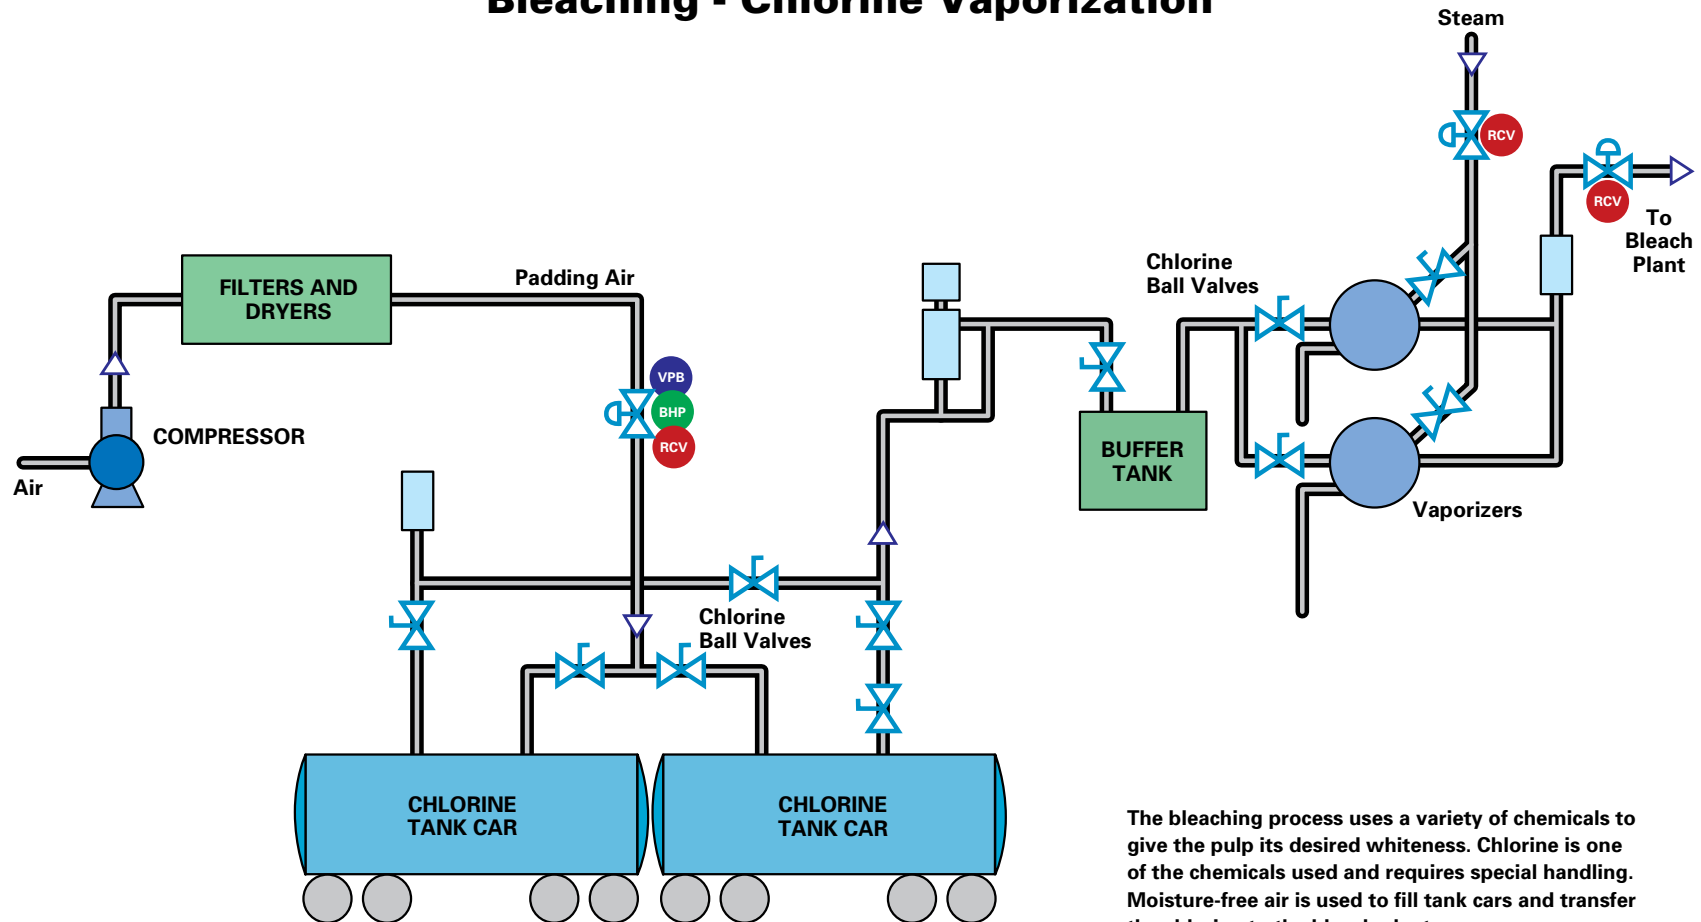 Bleaching - Chlorine Vaporization
Steam
RCV
RCV
To
Bleach
Plant
Chlorine
Ball Valves
Padding Air
FILTERS AND
DRYERS
VPB
BHP
RCV
COMPRESSOR
Air
BUFFER
TANK
Vaporizers
Chlorine
Ball Valves
CHLORINE
TANK CAR
CHLORINE
TANK CAR
The bleaching process uses a variety of chemicals to
give the pulp its desired whiteness. Chlorine is one
of the chemicals used and requires special handling.
Moisture-free air is used to fill tank cars and transfer